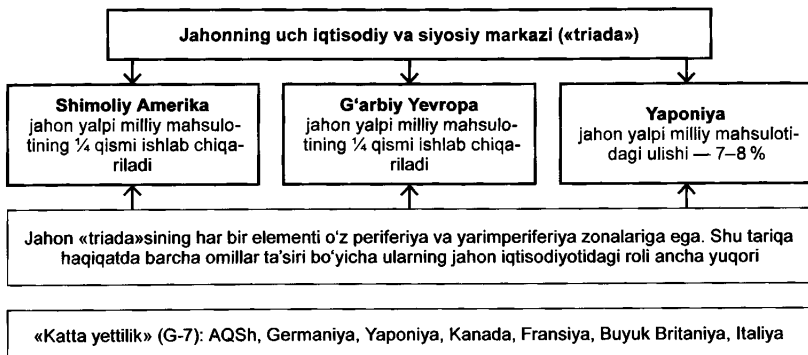 Jahonning uch iqtisodiy va siyosiy markazi («triada»)
Shimoliy Amerika
jahon yalpi milliy mahsulo-
tining ¼ qismi ishlab chiqa-
riladi
G‘arbiy Yevropa
jahon yalpi milliy mahsulo-
tining ¼ qismi ishlab chiqa-
riladi
Yaponiya
jahon yalpi milliy mahsuloti-
dagi ulishi — 7–8 %
Jahon «triada»sining har bir elementi o‘z periferiya va yarimperiferiya zonalariga ega. Shu tariqa
haqiqatda barcha omillar ta’siri bo‘yicha ularning jahon iqtisodiyotidagi roli ancha yuqori
«Katta yettilik» (G-7): AQSh, Germaniya, Yaponiya, Kanada, Fransiya, Buyuk Britaniya, Italiya